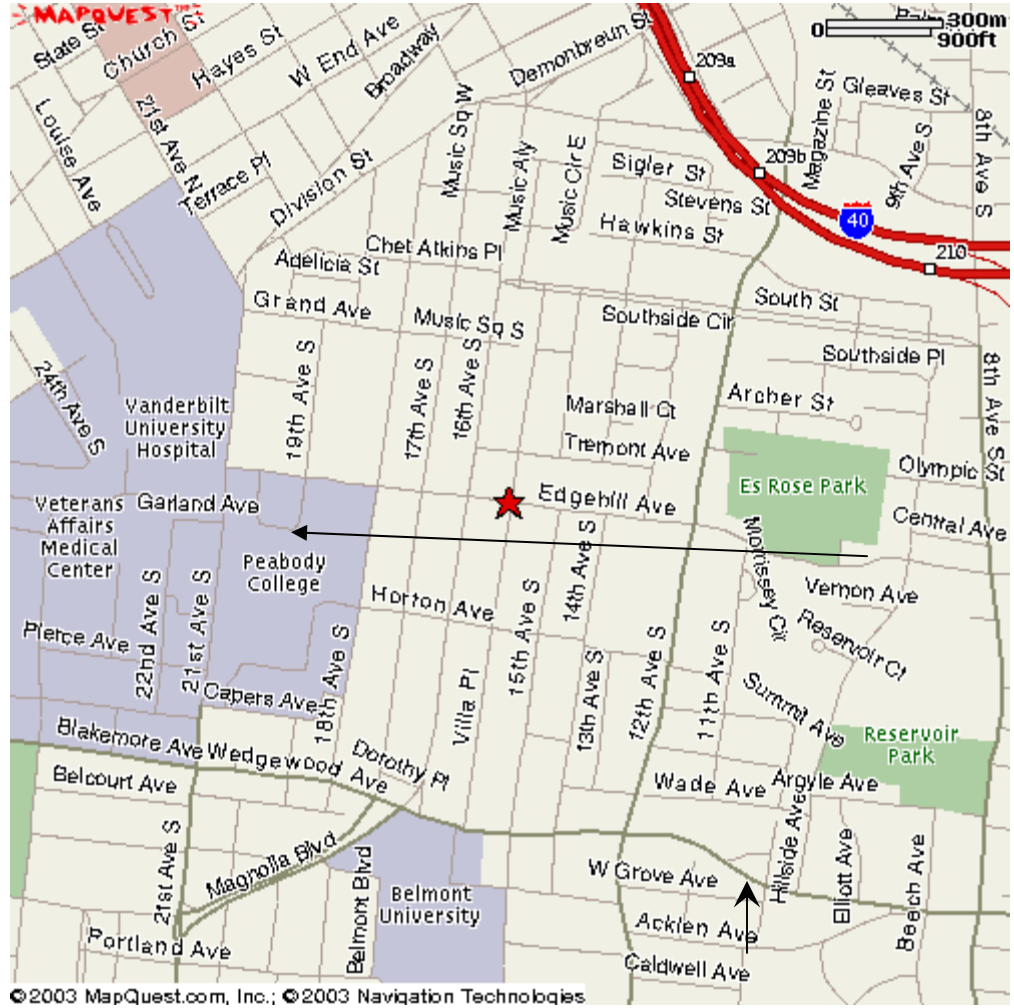 MAPQUEST
0 300m
900ft
State St
Church St
Hayes St
W End Ave
Broadway
Demonbreun St
209a
Gleaves St
Magazine St
8th Ave S
9th Ave S
Louise Ave
21st Ave N
Terrace Pl
Division St
Music Sq W
Music Aly
Music Cir E
Sigler St
209b
Stevens St
Hawkins St
40
210
Chet Atkins Pl
Adelicia St
Grand Ave
Music Sq S
Southside Cir
South St
Southside Pl
24th Ave S
Vanderbilt
University
Hospital
19th Ave S
17th Ave S
16th Ave S
Marshall Ct
Tremont Ave
Archer St
8th Ave S
Olympic St
Es Rose Park
Central Ave
Veterans
Affairs
Medical
Center
Garland Ave
Peabody
College
Edgehill Ave
Morrissey Cir
Vernon Ave
Reservoir Ct
Horton Ave
14th Ave S
15th Ave S
Pierce Ave
22nd Ave S
21st Ave S
Capers Ave
18th Ave S
Villa Pl
13th Ave S
12th Ave S
11th Ave S
Summit Ave
Reservoir
Park
Blakemore Ave
Wedgewood Ave
Dorothy Pl
Belcourt Ave
Wade Ave
Argyle Ave
21st Ave S
Magnolia Blvd
Belmont Blvd
Belmont
University
W Grove Ave
Hillside Ave
Elliott Ave
Beech Ave
Acklen Ave
Portland Ave
Caldwell Ave
©2003 MapQuest.com, Inc.; ©2003 Navigation Technologies